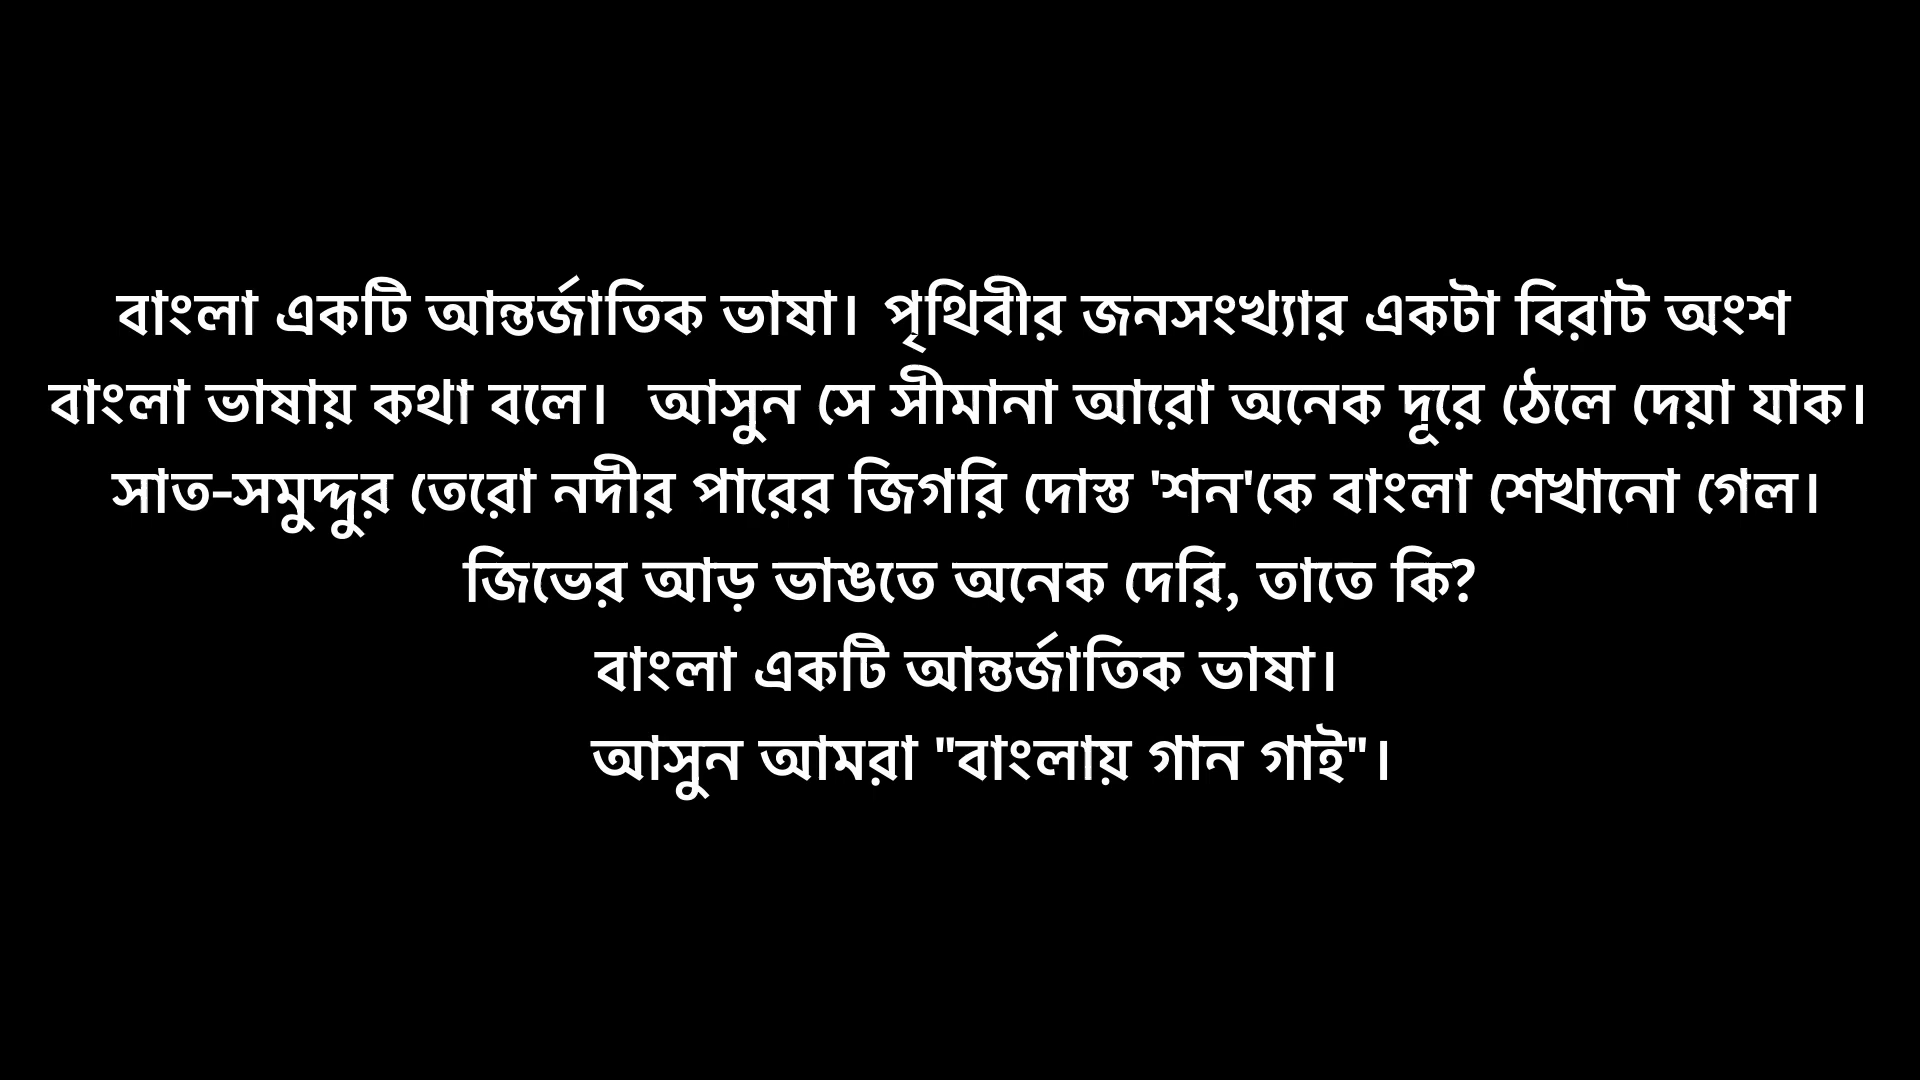 বাংলা একটি আন্তর্জাতিক ভাষা। পৃথিবীর জনসংখ্যার একটা বিরাট অংশ
বাংলা ভাষায় কথা বলে।  আসুন সে সীমানা আরো অনেক দূরে ঠেলে দেয়া যাক।
সাত-সমুদ্দুর তেরো নদীর পারের জিগরি দোস্ত 'শন'কে বাংলা শেখানো গেল।
জিভের আড় ভাঙতে অনেক দেরি, তাতে কি?
বাংলা একটি আন্তর্জাতিক ভাষা।
আসুন আমরা "বাংলায় গান গাই"।